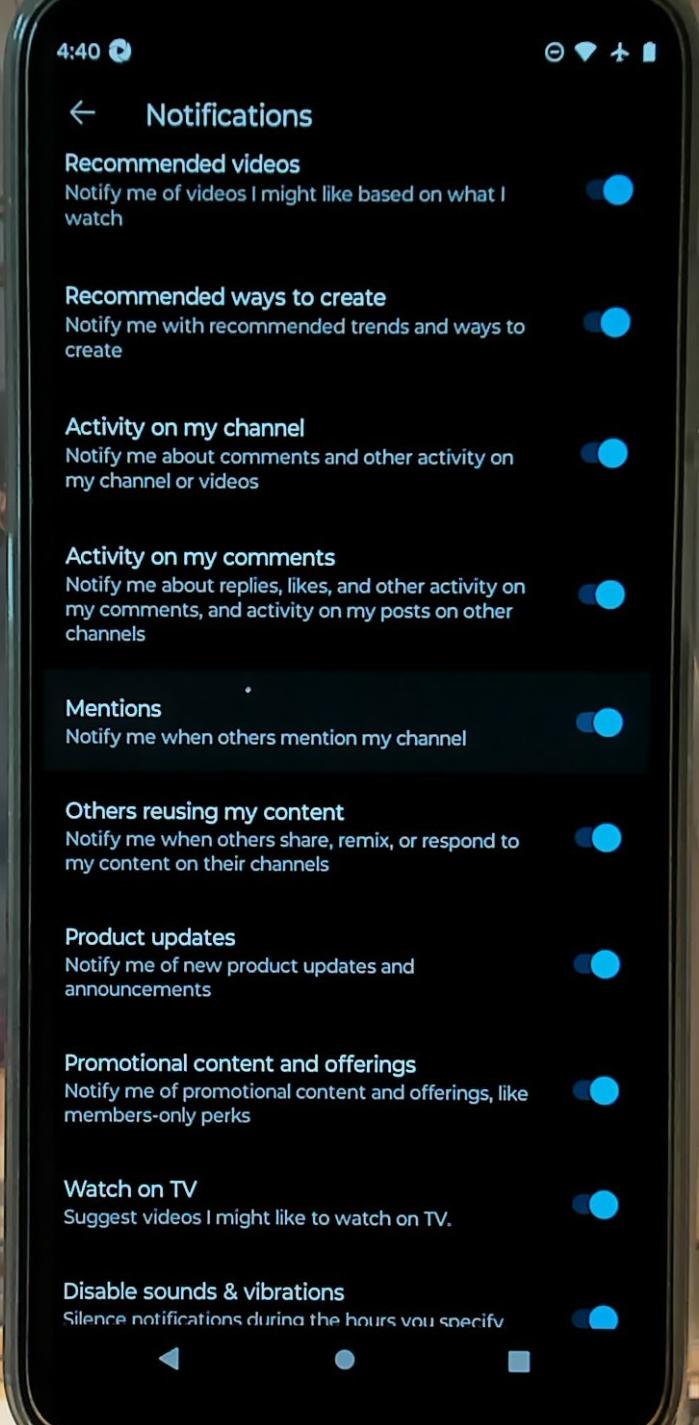 4:40
Notifications
Recommended videos
Notify me of videos I might like based on what I
watch
Recommended ways to create
Notify me with recommended trends and ways to
create
Activity on my channel
Notify me about comments and other activity on
my channel or videos
Activity on my comments
Notify me about replies, likes, and other activity on
my comments, and activity on my posts on other
channels
Mentions
Notify me when others mention my channel
Others reusing my content
Notify me when others share, remix, or respond to
my content on their channels
Product updates
Notify me of new product updates and
announcements
Promotional content and offerings
Notify me of promotional content and offerings, like
members-only perks
Watch on TV
Suggest videos I might like to watch on TV.
Disable sounds & vibrations
Silence notifications during the hours you specify